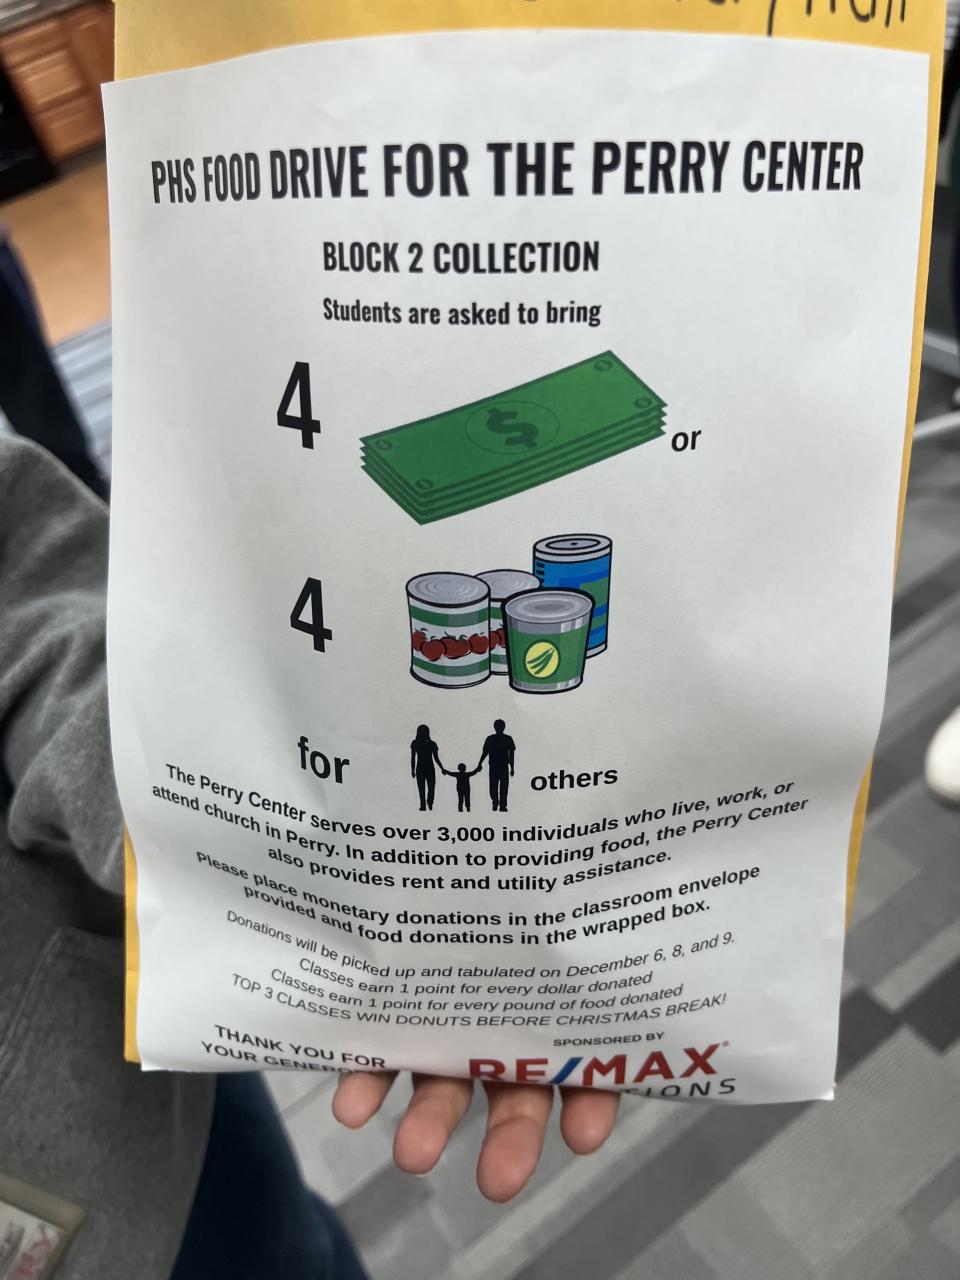 PHS FOOD DRIVE FOR THE PERRY CENTER
BLOCK 2 COLLECTION
Students are asked to bring
4
or
4
for
others
The Perry Center serves over 3,000 individuals who live, work, or
attend church in Perry. In addition to providing food, the Perry Center
also provides rent and utility assistance.
Please place monetary donations in the classroom envelope
provided and food donations in the wrapped box.
Donations will be picked up and tabulated on December 6, 8, and 9.
Classes earn 1 point for every dollar donated
Classes earn 1 point for every pound of food donated
TOP 3 CLASSES WIN DONUTS BEFORE CHRISTMAS BREAK!
THANK YOU FOR
YOUR
SPONSORED BY
RE/MAX